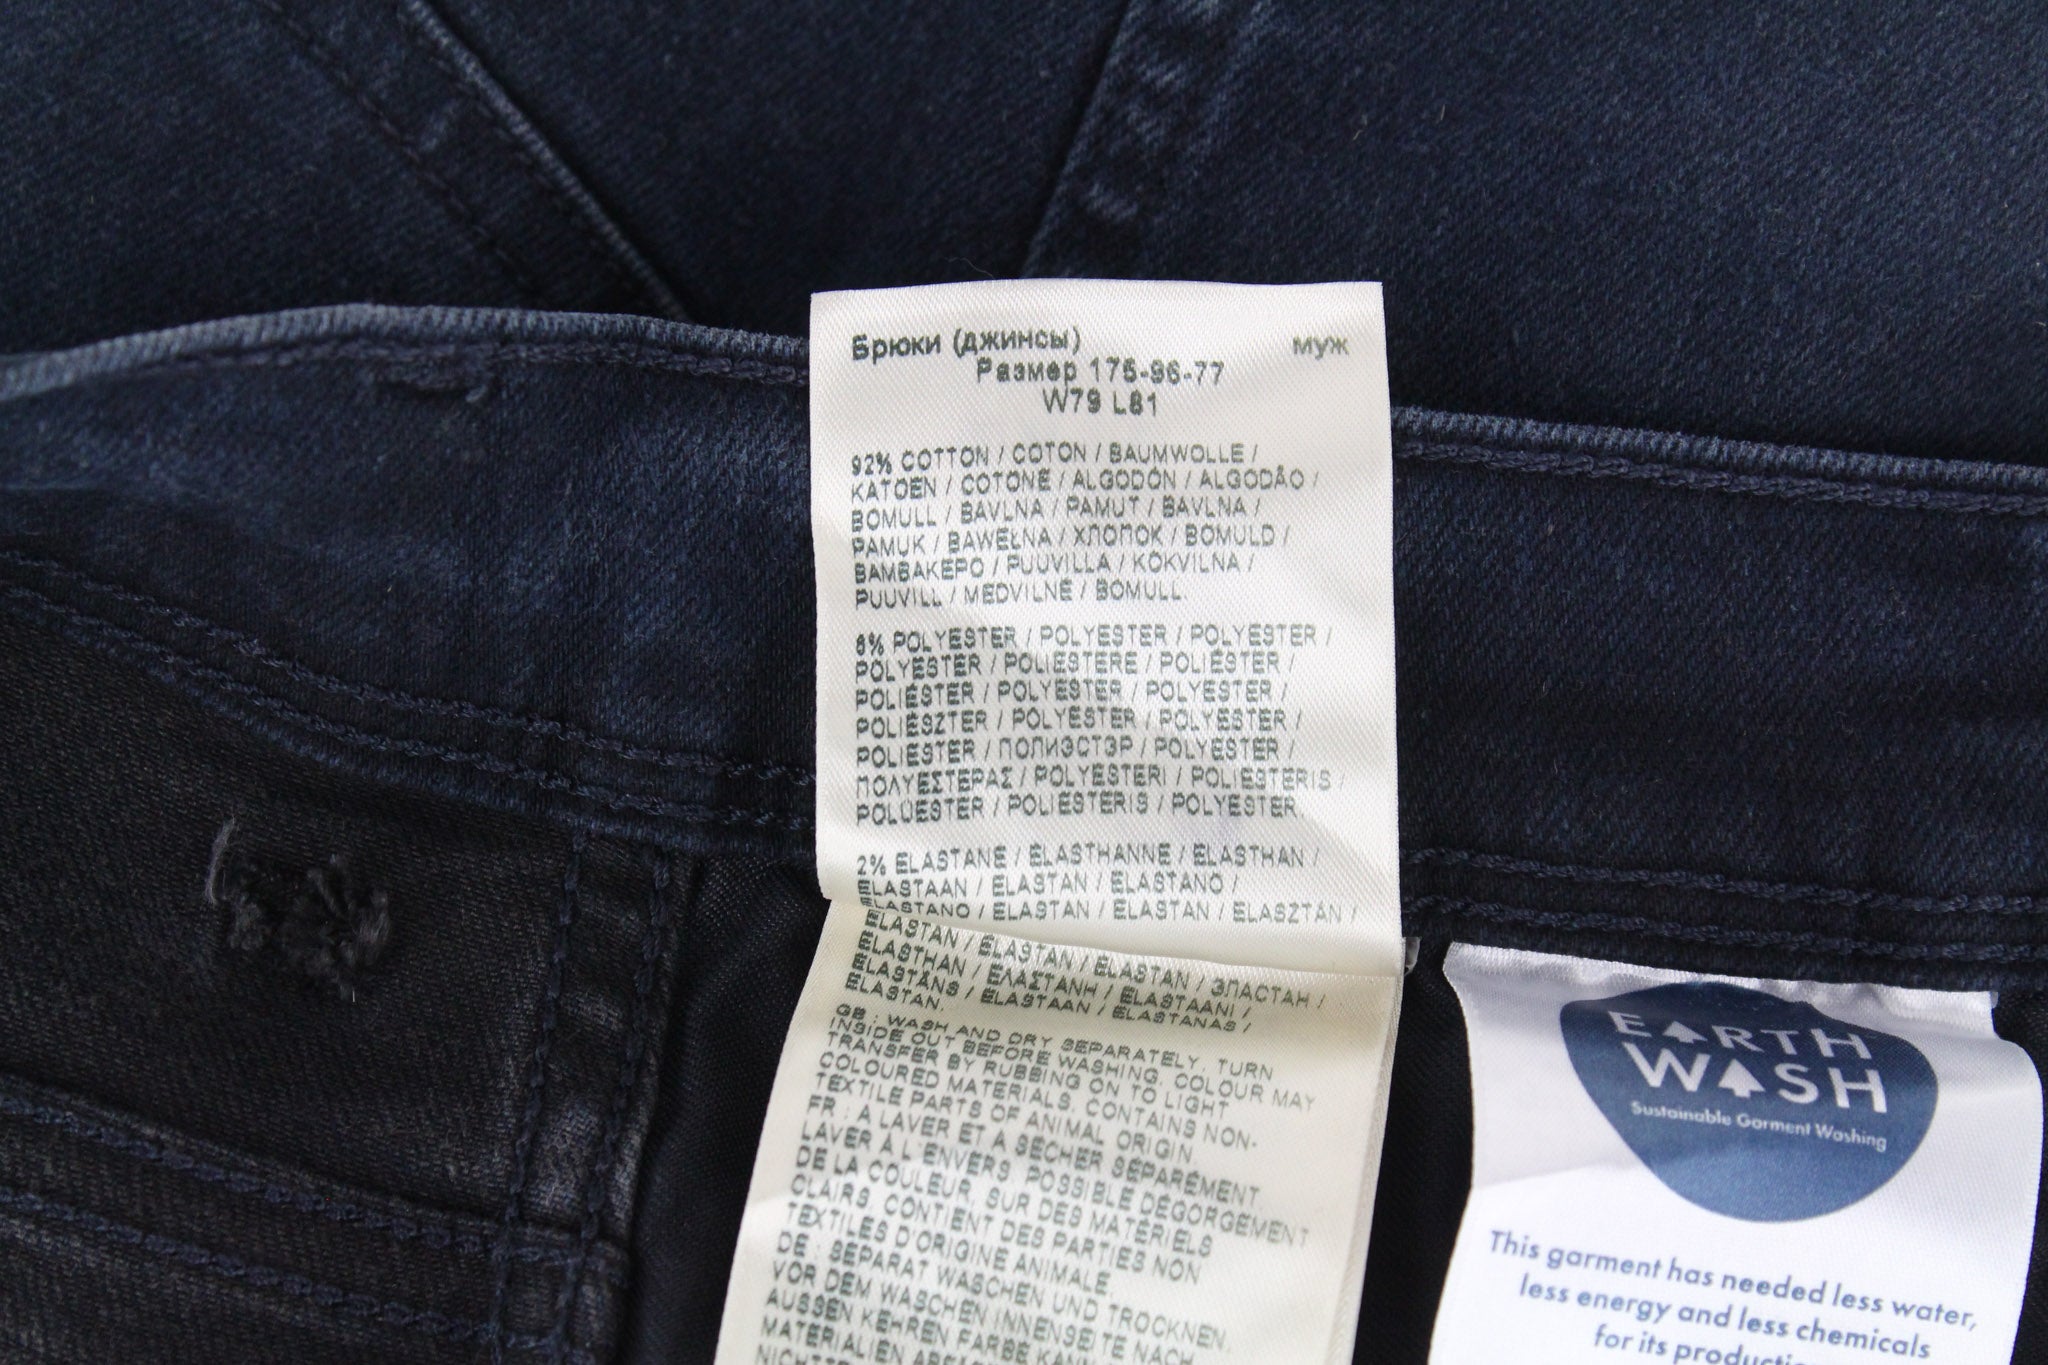 Брюки (джинсы) муж
Размер 175-96-77
W79 L81
92% COTTON / COTON / BAUMWOLLE /
KATOEN / COTONE / ALGODÓN / ALGODÃO /
BOMULL / BAVLNA / PAMUT / BAVLNA /
PAMUK / BAWEŁNA / ХЛОПОК / BOMULD /
ΒΑΜΒΑΚΕΡΟ / PUUVILLA / KOKVILNA /
PUUVILL / MEDVILNĖ / BOMULL.
6% POLYESTER / POLYESTER / POLYESTER /
POLYESTER / POLIESTERE / POLIÉSTER /
POLIÉSTER / POLYESTER / POLYESTER /
POLIÉSZTER / POLYESTER / POLYESTER /
POLIESTER / ПОЛИЭСТЭР / POLYESTER /
ΠΟΛΥΕΣΤΕΡΑΣ / POLYESTERI / POLIESTERIS /
POLÜESTER / POLIESTERIS / POLYESTER.
2% ELASTANE / ÉLASTHANNE / ELASTHAN /
ELASTAAN / ELASTAN / ELASTANO /
ELASTANO / ELASTAN / ELASTAN / ELASZTÁN /
ELASTAN / ELASTAN / ELASTAN / ЭЛАСТАН /
ELASTHAN / ΕΛΑΣΤΑΝΗ / ELASTAANI /
ELASTĀNS / ELASTAAN / ELASTANAS /
ELASTAN.
GB : WASH AND DRY SEPARATELY. TURN
INSIDE OUT BEFORE WASHING. COLOUR MAY
TRANSFER BY RUBBING ON TO LIGHT
COLOURED MATERIALS. CONTAINS NON-
TEXTILE PARTS OF ANIMAL ORIGIN.
FR : A LAVER ET A SÉCHER SÉPARÉMENT.
LAVER À L'ENVERS. POSSIBLE DÉGORGEMENT
DE LA COULEUR SUR DES MATÉRIELS
CLAIRS. CONTIENT DES PARTIES NON
TEXTILES D'ORIGINE ANIMALE.
DE : SEPARAT WASCHEN UND TROCKNEN.
VOR DEM WASCHEN INNENSEITE NACH
AUSSEN KEHREN. FARBE KANN
MATERIALIEN
EARTH
WASH
Sustainable Garment Washing
This garment has needed less water,
less energy and less chemicals
for its